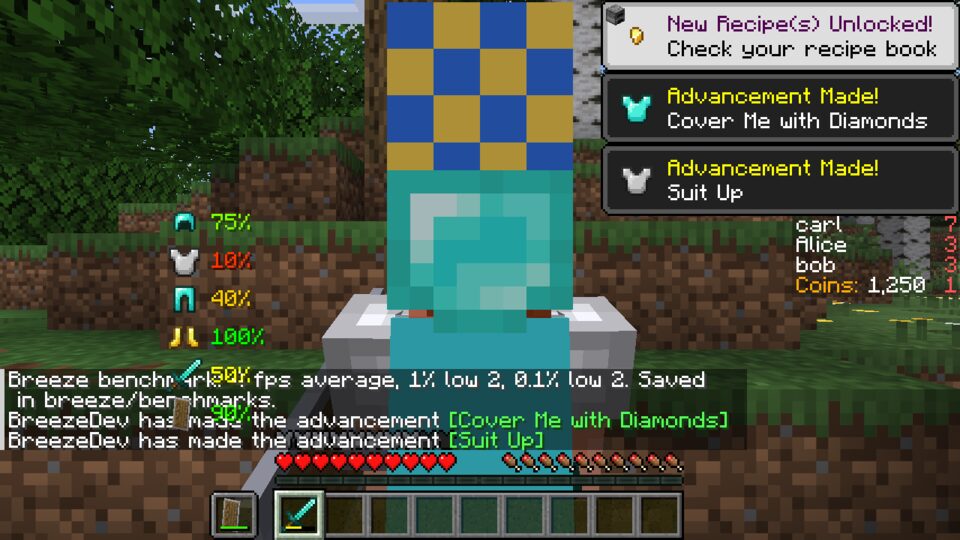 New Recipe(s) Unlocked!
Check your recipe book
Advancement Made!
Cover Me with Diamonds
Advancement Made!
Suit Up
75%
10%
40%
100%
50%
90%
carl 7
Alice 3
bob 3
Coins: 1,250 1
Breeze fps average, 1% low 2, 0.1% low 2. Saved
in breeze/benchmarks.
BreezeDev has made the advancement [Cover Me with Diamonds]
BreezeDev has made the advancement [Suit Up]